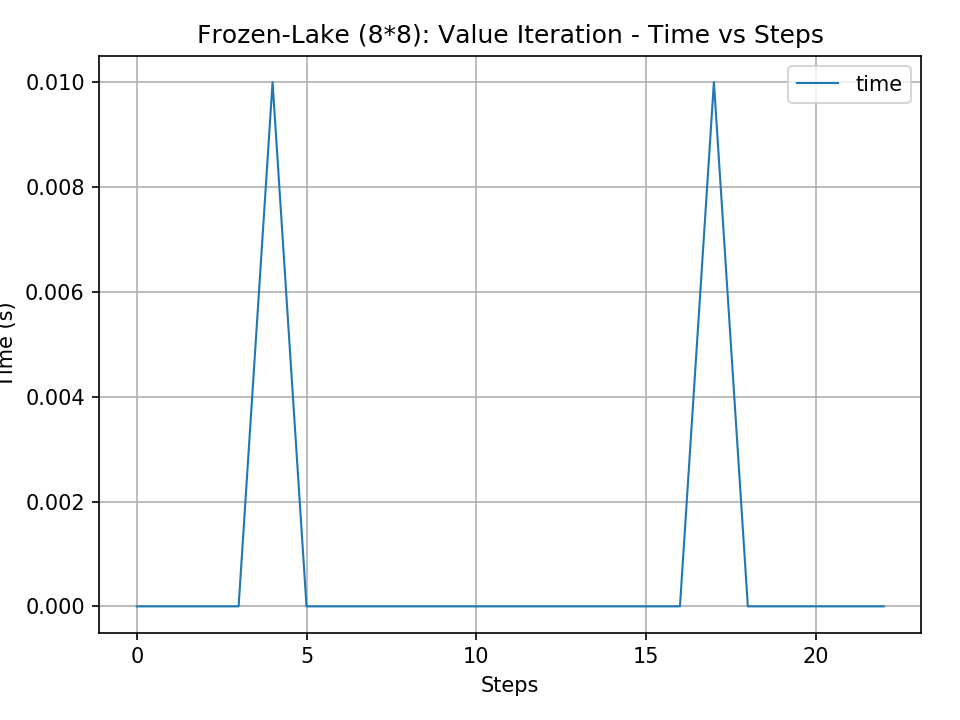 Frozen-Lake (8*8): Value Iteration - Time vs Steps
time
0.010
0.008
0.006
0.004
0.002
0.000
Time (s)
0 5 10 15 20
Steps